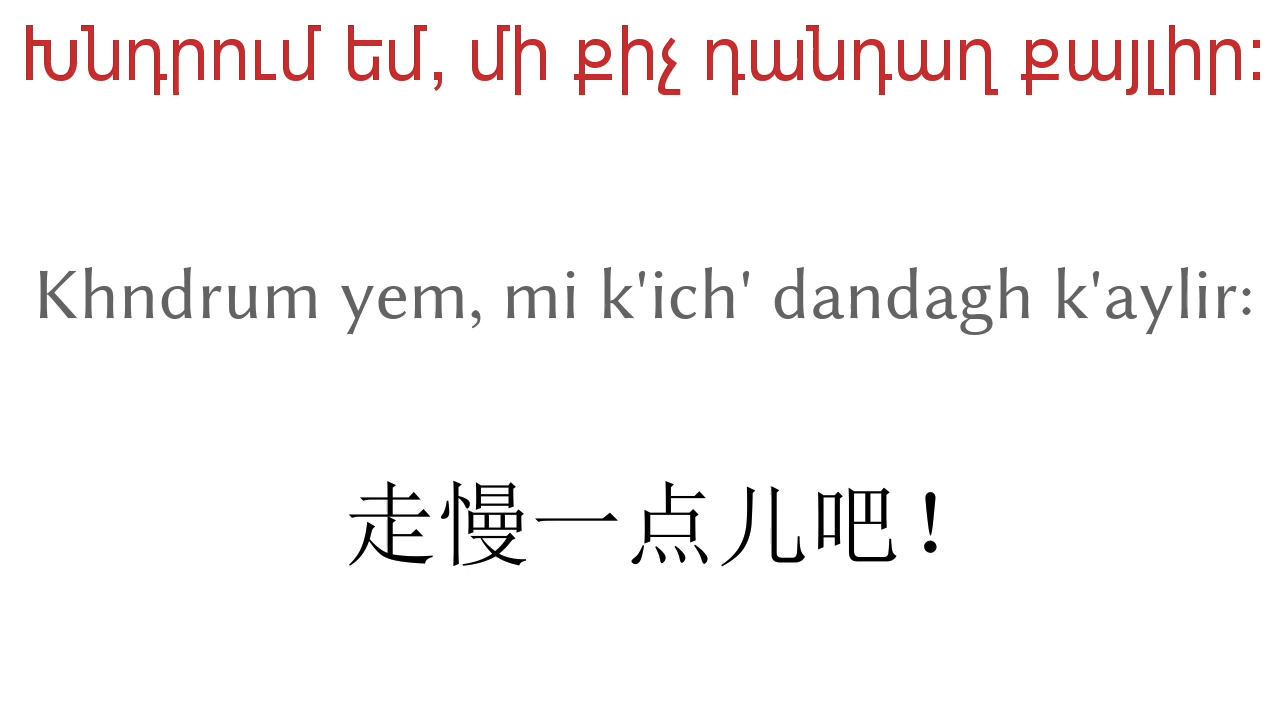 Խնդրում եմ, մի քիչ դանդաղ քայլիր:
Khndrum yem, mi k'ich' dandagh k'aylir:
走慢一点儿吧！